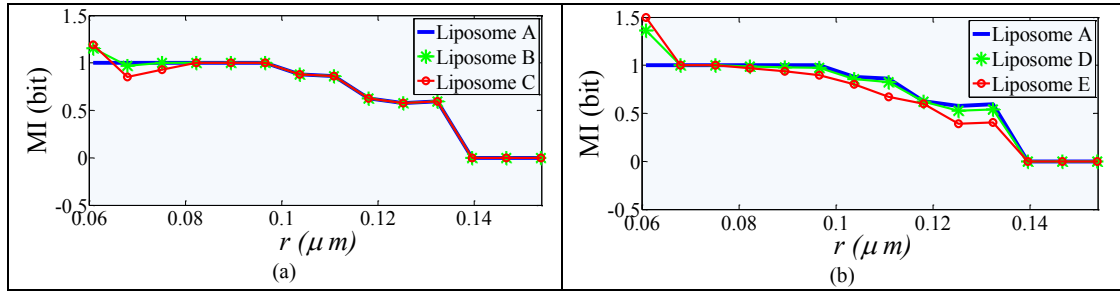 MI (bit)
1.5
1
0.5
0
-0.5
Liposome A
Liposome B
Liposome C
0.06
0.08
0.1
0.12
0.14
r (μ m)
(a)
MI (bit)
1.5
1
0.5
0
-0.5
Liposome A
Liposome D
Liposome E
0.06
0.08
0.1
0.12
0.14
r (μ m)
(b)